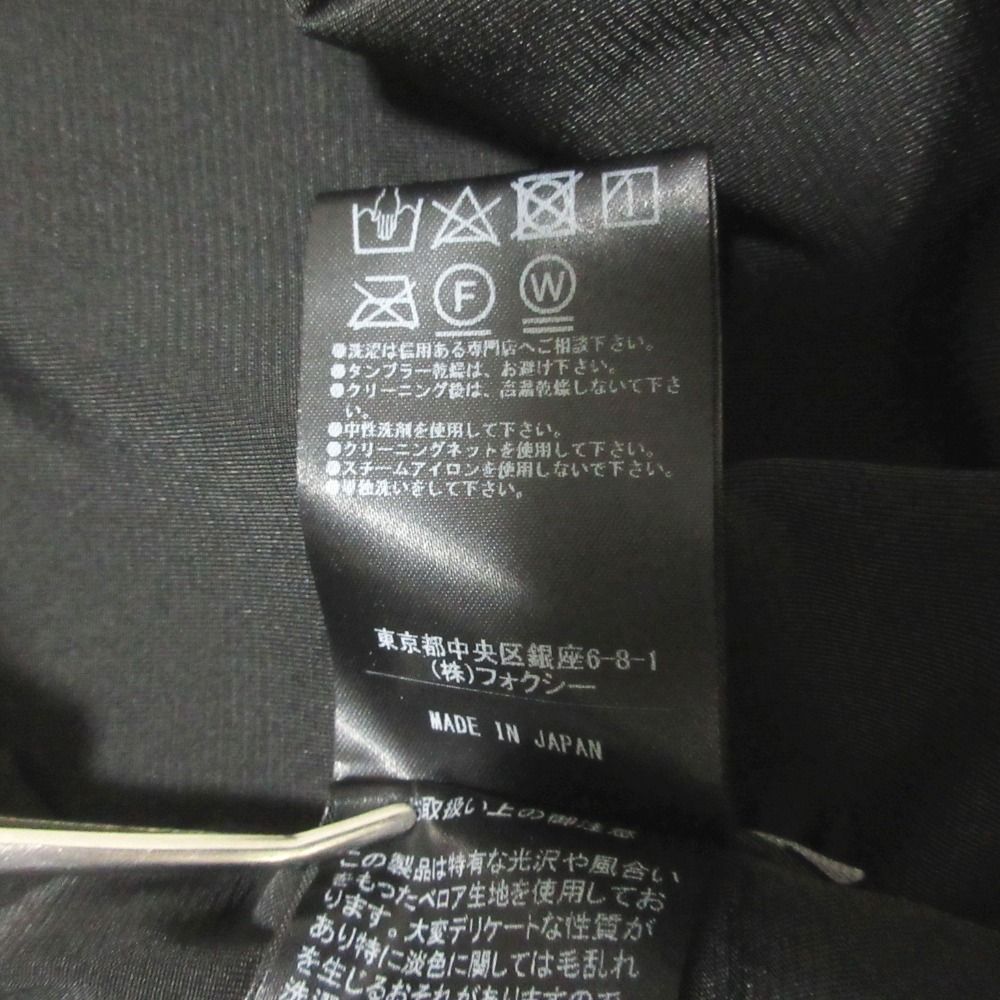 F W
●洗濯は信用ある専門店へご相談下さい。
●タンブラー乾燥は、お避け下さい。
●クリーニング後は、高温乾燥しないで下さ
い。
●中性洗剤を使用して下さい。
●クリーニングネットを使用して下さい。
●スチームアイロンを使用しないで下さい。
●単独洗いをして下さい。
東京都中央区銀座6-8-1
(株)フォクシー
MADE IN JAPAN
取扱い上の御注意
この製品は特有な光沢や風合い
をもったベロア生地を使用してお
ります。大変デリケートな性質が
あり特に淡色に関しては毛乱れ
を生じるおそれがありますので